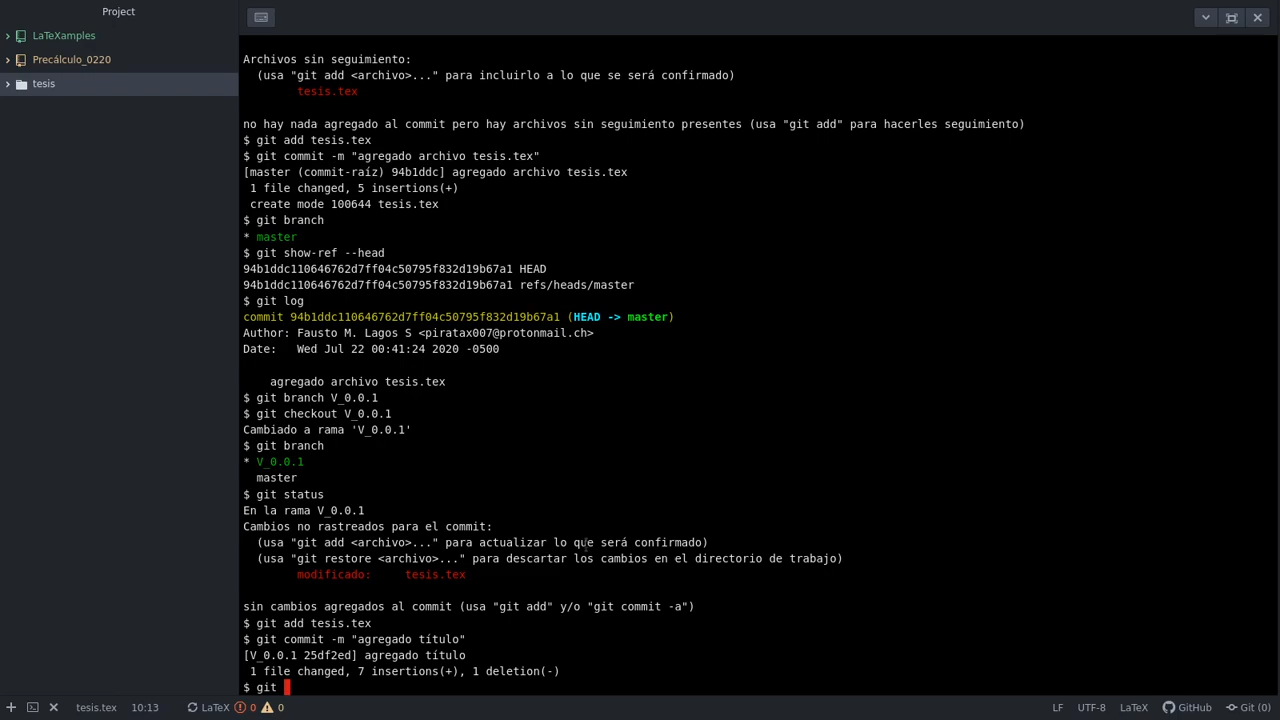 Project
LaTeXamples
Precálculo_0220
tesis
Archivos sin seguimiento:
(usa "git add <archivo>..." para incluirlo a lo que se será confirmado)
tesis.tex
no hay nada agregado al commit pero hay archivos sin seguimiento presentes (usa "git add" para hacerles seguimiento)
$ git add tesis.tex
$ git commit -m "agregado archivo tesis.tex"
[master (commit-raíz) 94b1ddc] agregado archivo tesis.tex
1 file changed, 5 insertions(+)
create mode 100644 tesis.tex
$ git branch
* master
$ git show-ref --head
94b1ddc110646762d7ff04c50795f832d19b67a1 HEAD
94b1ddc110646762d7ff04c50795f832d19b67a1 refs/heads/master
$ git log
commit 94b1ddc110646762d7ff04c50795f832d19b67a1 (HEAD -> master)
Author: Fausto M. Lagos S <piratax007@protonmail.ch>
Date:   Wed Jul 22 00:41:24 2020 -0500
agregado archivo tesis.tex
$ git branch V_0.0.1
$ git checkout V_0.0.1
Cambiado a rama 'V_0.0.1'
$ git branch
* V_0.0.1
master
$ git status
En la rama V_0.0.1
Cambios no rastreados para el commit:
(usa "git add <archivo>..." para actualizar lo que será confirmado)
(usa "git restore <archivo>..." para descartar los cambios en el directorio de trabajo)
modificado:     tesis.tex
sin cambios agregados al commit (usa "git add" y/o "git commit -a")
$ git add tesis.tex
$ git commit -m "agregado título"
[V_0.0.1 25df2ed] agregado título
1 file changed, 7 insertions(+), 1 deletion(-)
$ git
tesis.tex 10:13 LaTeX 0 0 LF UTF-8 LaTeX GitHub Git (0)